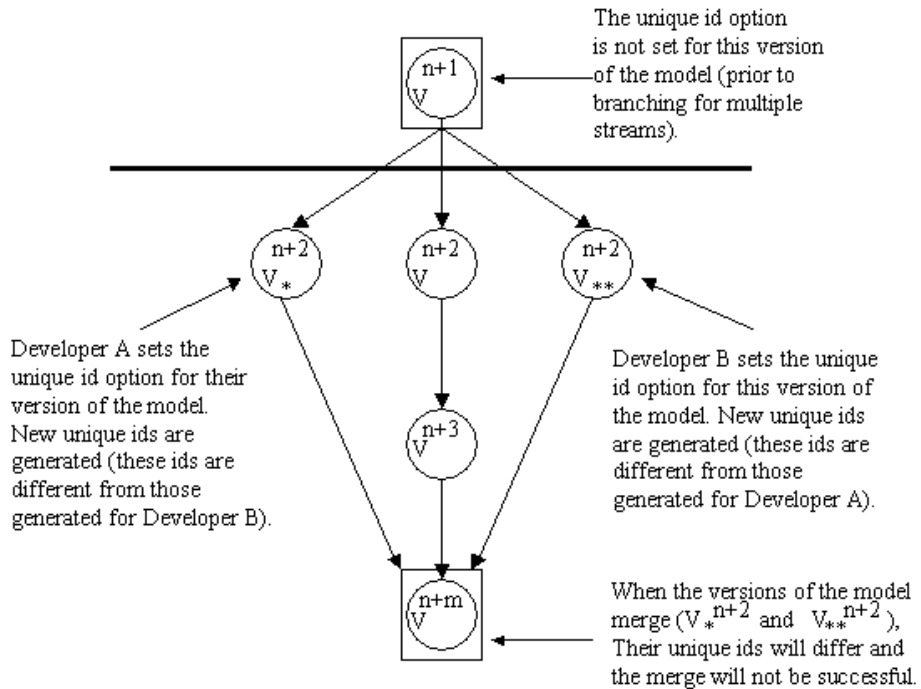 The unique id option
is not set for this version
of the model (prior to
branching for multiple
streams).
n+1
V
n+2
V *
n+2
V
n+2
V **
Developer A sets the
unique id option for their
version of the model.
New unique ids are
generated (these ids are
different from those
generated for Developer B).
Developer B sets the unique
id option for this version of
the model. New unique ids
are generated (these ids are
different from those
generated for Developer A).
n+3
V
n+m
V
When the versions of the model
merge (V*n+2 and V**n+2),
Their unique ids will differ and
the merge will not be successful.